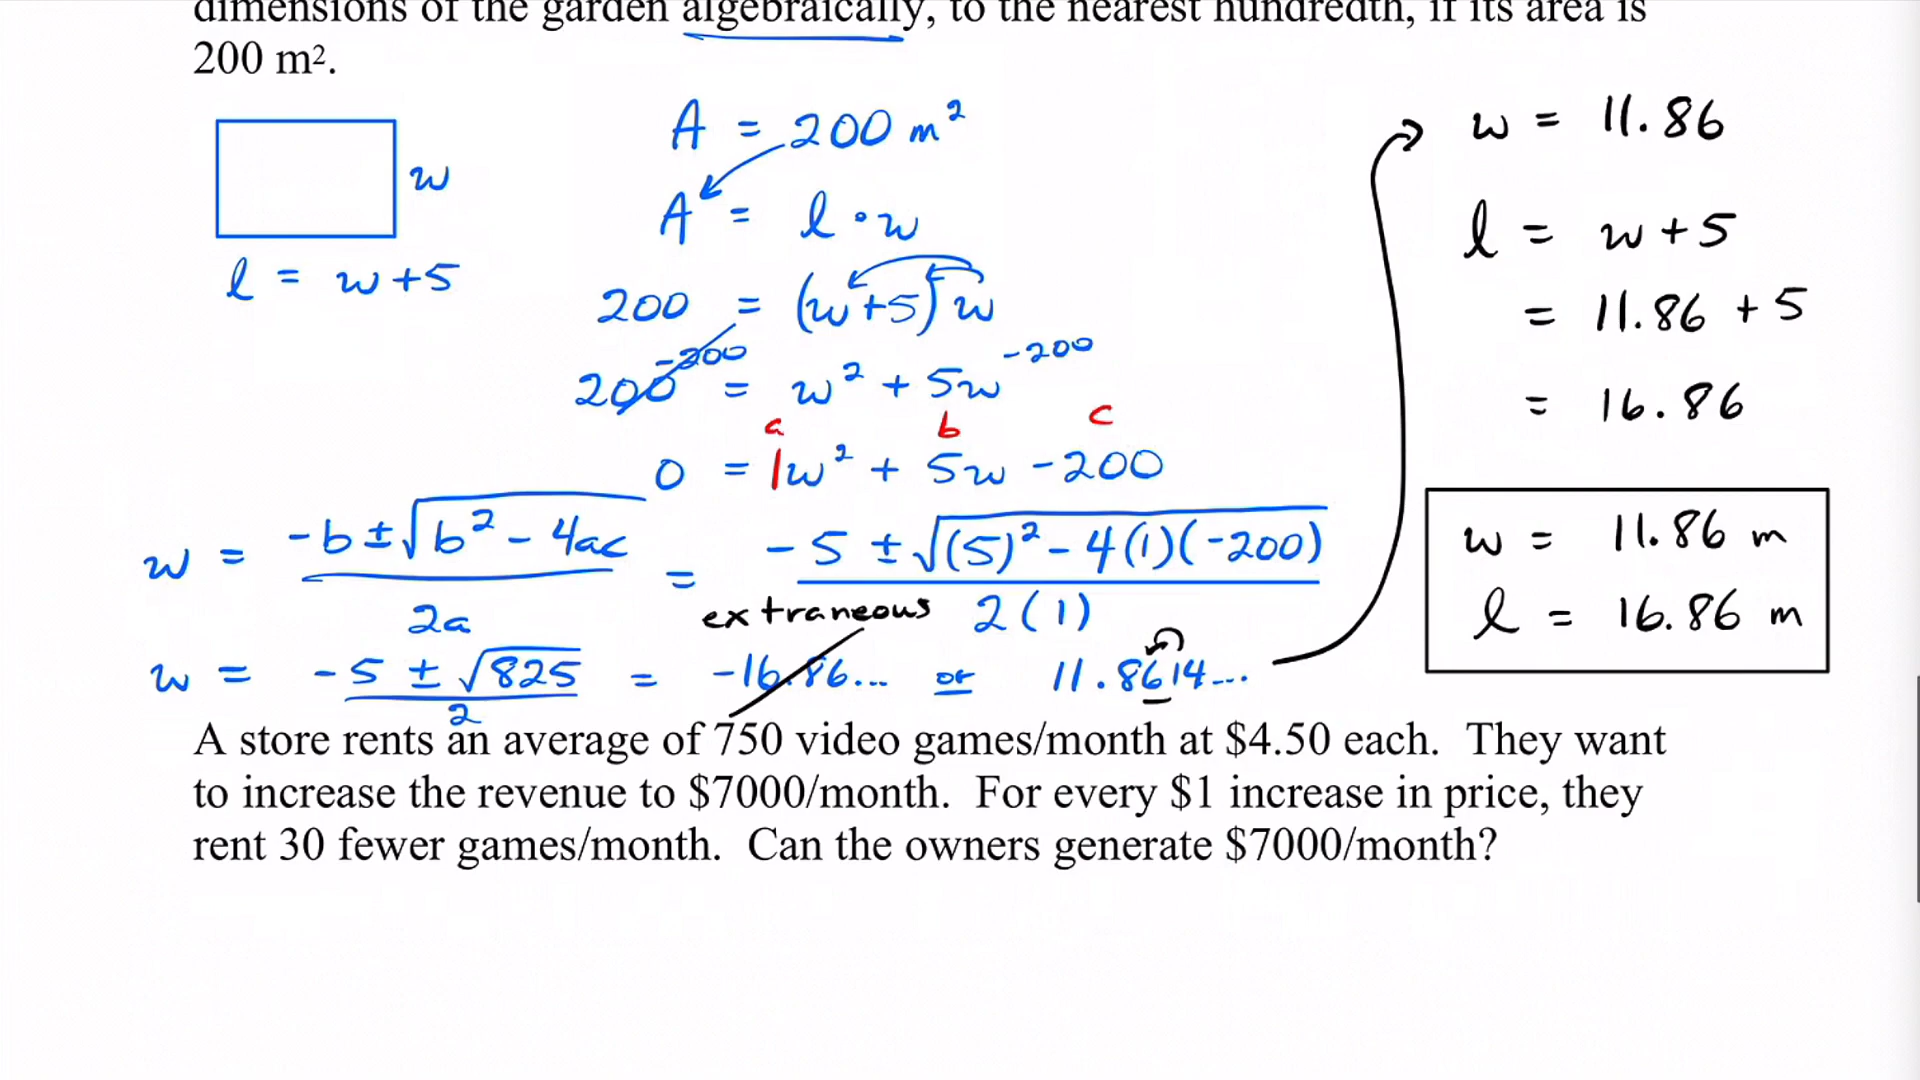 dimensions of the garden algebraically, to the nearest hundredth, if its area is
200 m².
w
l = w+5
A = 200 m²
A = l · w
200 = (w+5) w
200 -200 = w² + 5w -200
a b c
0 = 1w² + 5w -200
w = -b ± √b² - 4ac / 2a = -5 ± √(5)² - 4(1)(-200) / 2(1)
extraneous
w = -5 ± √825 / 2 = -16.86... or 11.8614...
w = 11.86
l = w+5
= 11.86 + 5
= 16.86
w = 11.86 m
l = 16.86 m
A store rents an average of 750 video games/month at $4.50 each. They want
to increase the revenue to $7000/month. For every $1 increase in price, they
rent 30 fewer games/month. Can the owners generate $7000/month?